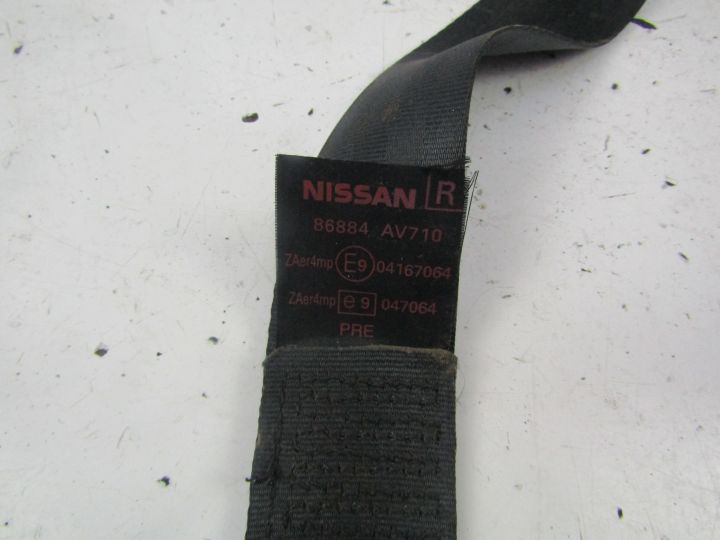 NISSAN R
86884 AV710
ZAer4mp E9 04167064
ZAer4mp e9 047064
PRE